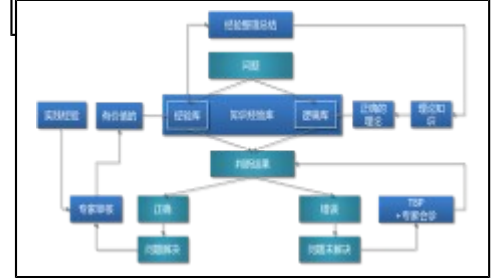 经验整理总结
问题
实践经验
有价值的
经验库
知识经验库
逻辑库
正确的
理论
理论知
识
判断结果
专家审核
正确
错误
TSP
+专家会诊
问题解决
问题未解决